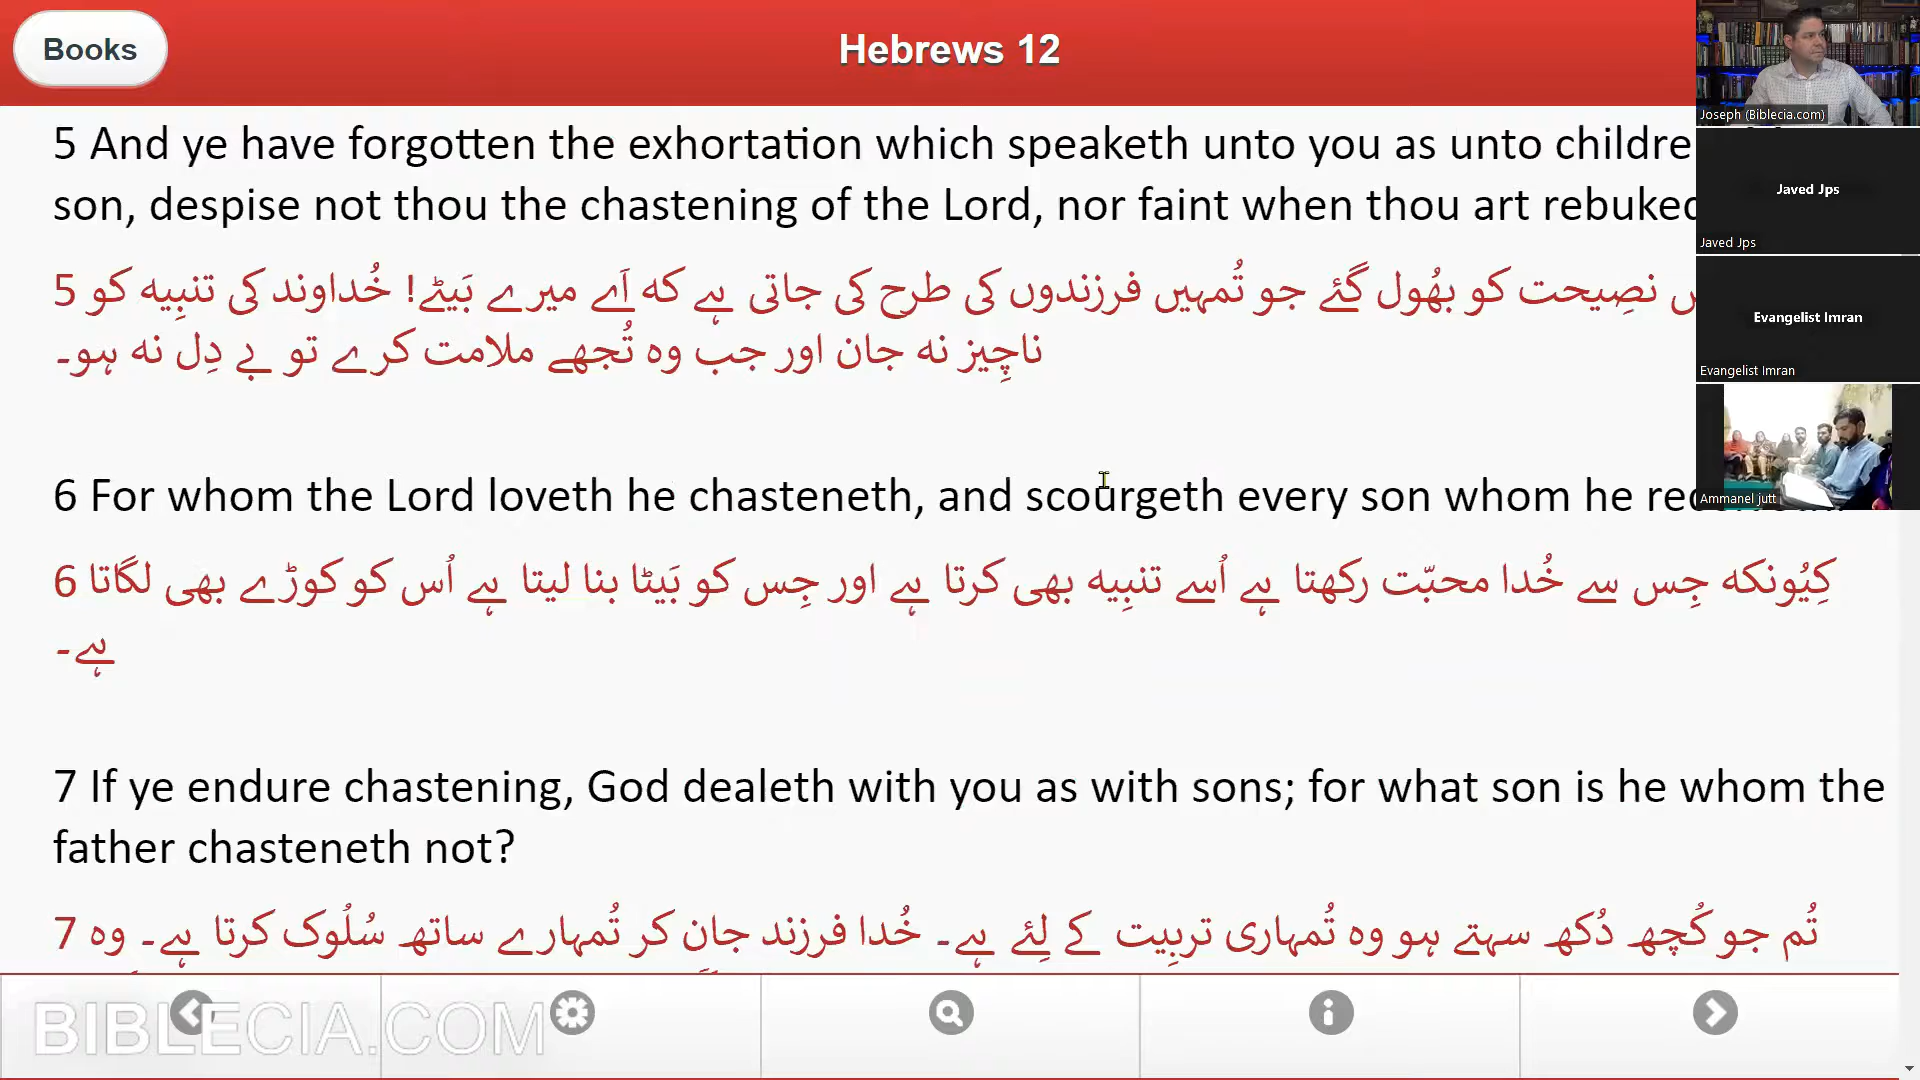 Books
Hebrews 12
5 And ye have forgotten the exhortation which speaketh unto you as unto
son, despise not thou the chastening of the Lord, nor faint when thou art
5 نصِیحت کو بھُول گئے جو تُمہیں فرزندوں کی طرح کی جاتی ہے کہ اَے میرے بَیٹے! خُداوند کی تنبِیہ کو
ناچِیز نہ جان اور جب وہ تُجھے ملامت کرے تو بے دِل نہ ہو۔
6 For whom the Lord loveth he chasteneth, and scourgeth every son whom he
6 کِیُونکہ جِس سے خُدا محبّت رکھتا ہے اُسے تنبِیہ بھی کرتا ہے اور جِس کو بَیٹا بنا لیتا ہے اُس کو کوڑے بھی لگاتا
ہے۔
7 If ye endure chastening, God dealeth with you as with sons; for what son is he whom the
father chasteneth not?
7 تُم جو کُچھ دُکھ سہتے ہو وہ تُمہاری تربِیت کے لِئے ہے۔ خُدا فرزند جان کر تُمہارے ساتھ سُلُوک کرتا ہے۔ وہ
BIBLECIA.COM
Joseph (Biblecia.com)
Javed Jps
Javed Jps
Evangelist Imran
Evangelist Imran
Ammanel jutt